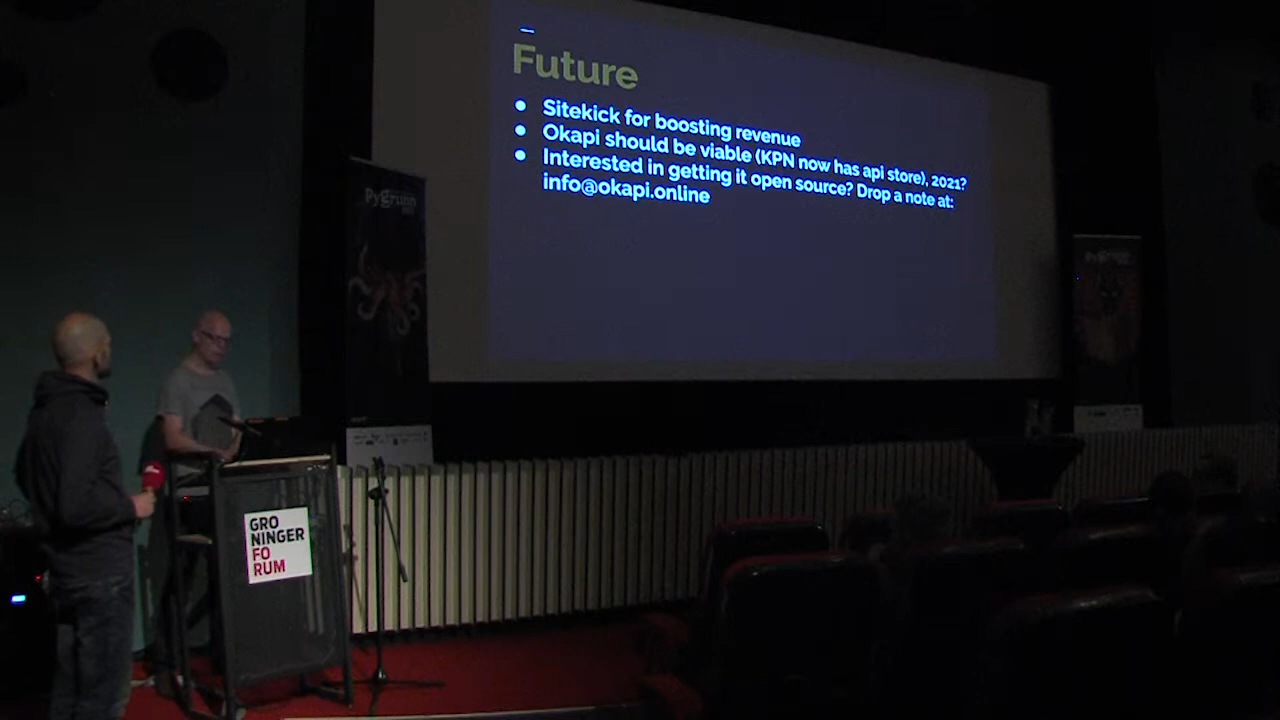 Future
● Sitekick for boosting revenue
● Okapi should be viable (KPN now has api store), 2021?
● Interested in getting it open source? Drop a note at:
info@okapi.online
Pygrunn
GRO
NINGER
FO
RUM